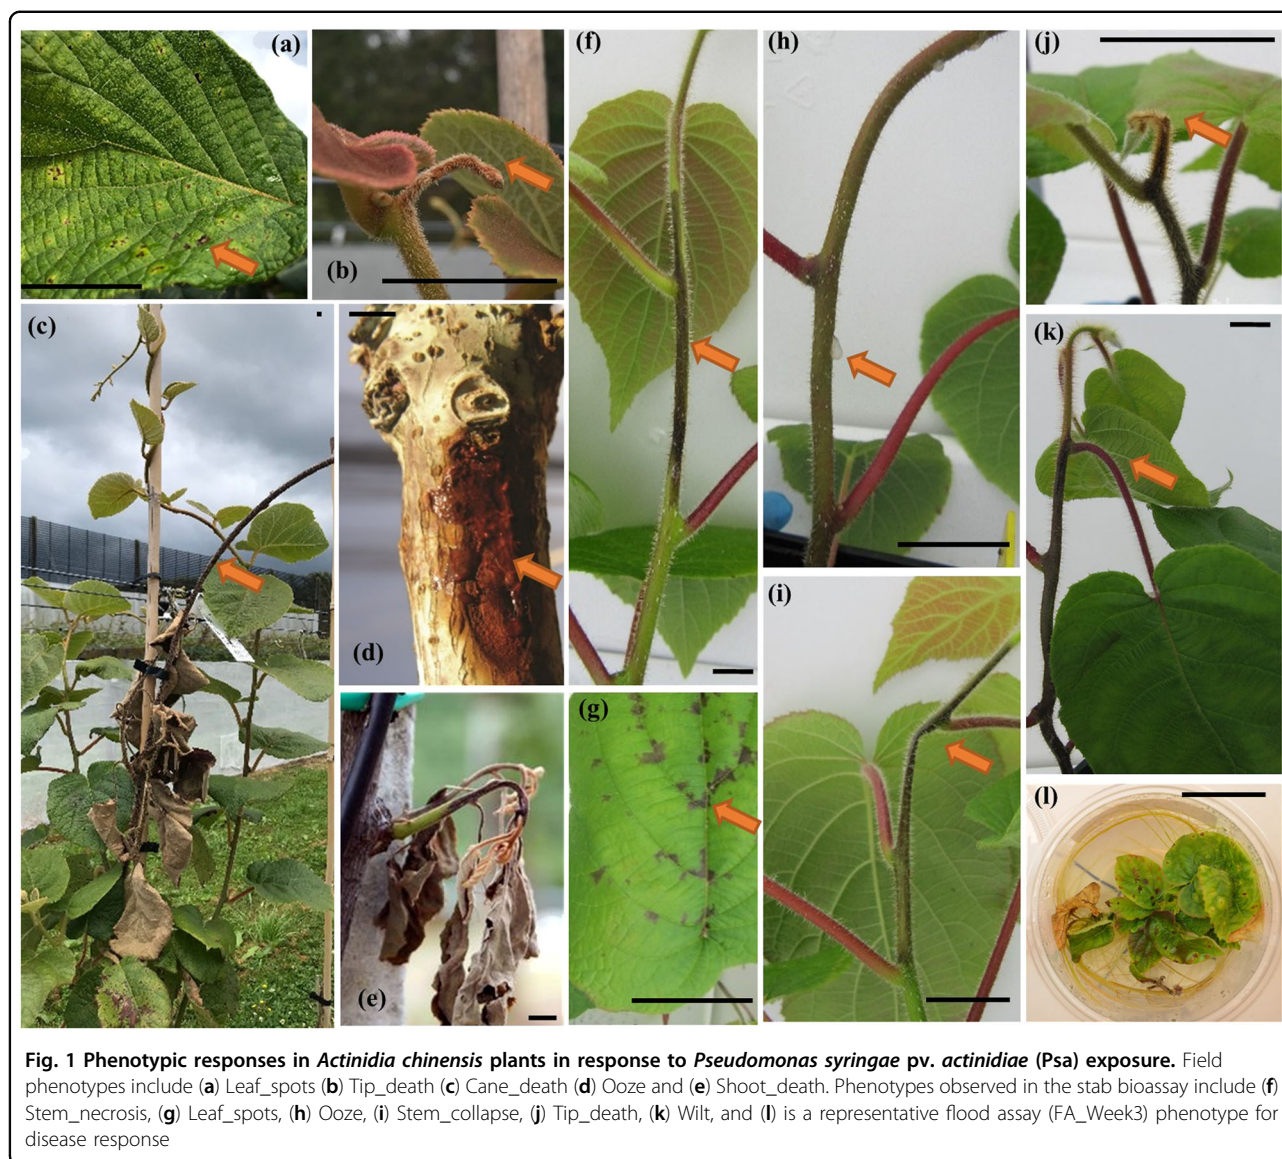 (a)
(b)
(c)
(d)
(e)
(f)
(g)
(h)
(i)
(j)
(k)
(l)
Fig. 1 Phenotypic responses in Actinidia chinensis plants in response to Pseudomonas syringae pv. actinidiae (Psa) exposure. Field
phenotypes include (a) Leaf_spots (b) Tip_death (c) Cane_death (d) Ooze and (e) Shoot_death. Phenotypes observed in the stab bioassay include (f)
Stem_necrosis, (g) Leaf_spots, (h) Ooze, (i) Stem_collapse, (j) Tip_death, (k) Wilt, and (l) is a representative flood assay (FA_Week3) phenotype for
disease response